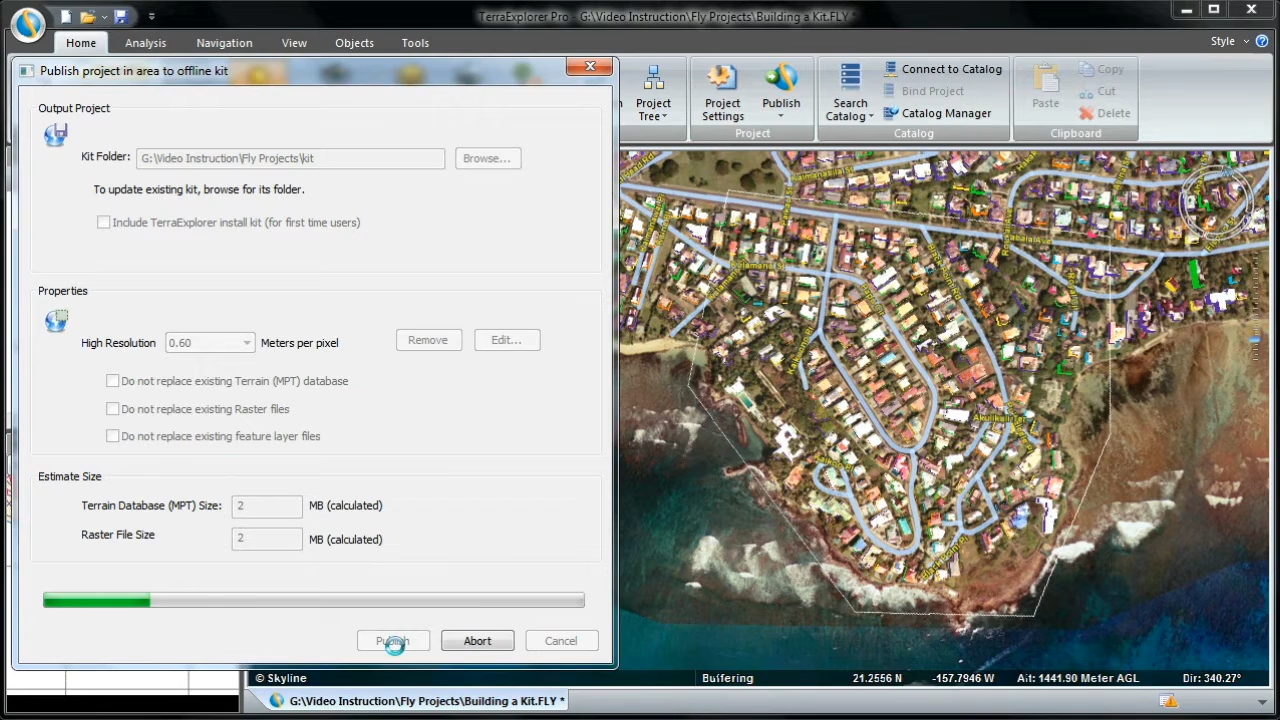 TerraExplorer Pro - G:\Video Instruction\Fly Projects\Building a Kit.FLY *
Home
Analysis
Navigation
View
Objects
Tools
Style
Publish project in area to offline kit
Output Project
Kit Folder:
G:\Video Instruction\Fly Projects\kit
Browse...
To update existing kit, browse for its folder.
Include TerraExplorer install kit (for first time users)
Properties
High Resolution
0.60
Meters per pixel
Remove
Edit...
Do not replace existing Terrain (MPT) database
Do not replace existing Raster files
Do not replace existing feature layer files
Estimate Size
Terrain Database (MPT) Size:
2
MB (calculated)
Raster File Size
2
MB (calculated)
Publish
Abort
Cancel
Project Tree
Project Settings
Publish
Project
Search Catalog
Connect to Catalog
Bind Project
Catalog Manager
Catalog
Paste
Copy
Cut
Delete
Clipboard
© Skyline
Buffering
21.2556 N
-157.7946 W
Alt: 1441.90 Meter AGL
Dir: 340.27°
G:\Video Instruction\Fly Projects\Building a Kit.FLY *